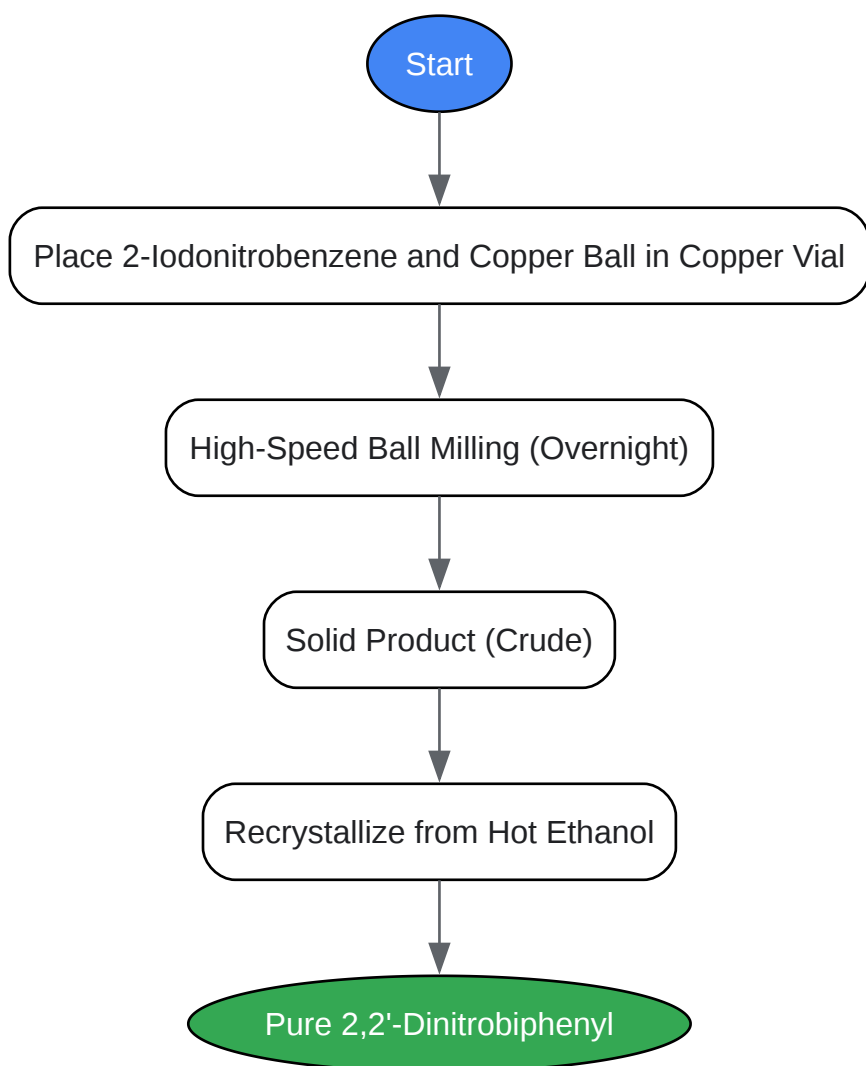 Start
Place 2-Iodonitrobenzene and Copper Ball in Copper Vial
High-Speed Ball Milling (Overnight)
Solid Product (Crude)
Recrystallize from Hot Ethanol
Pure 2,2'-Dinitrobiphenyl